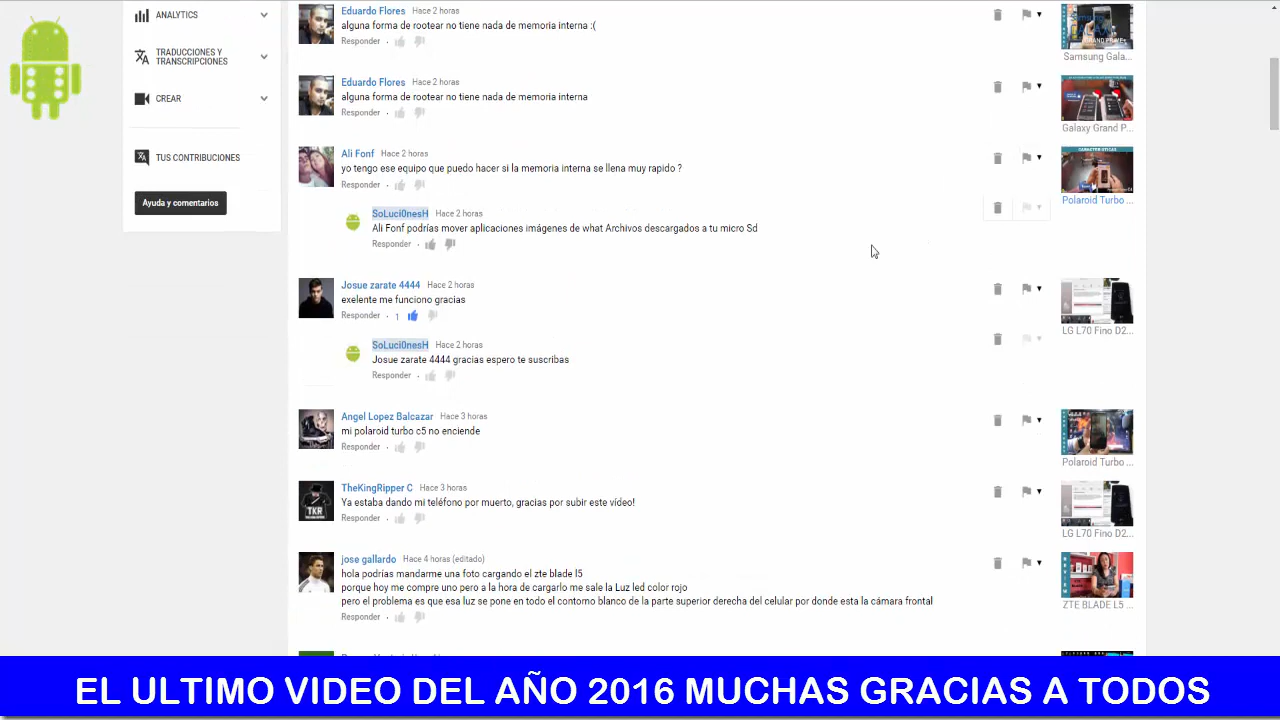 ANALYTICS
TRADUCCIONES Y
TRANSCRIPCIONES
CREAR
TUS CONTRIBUCIONES
Ayuda y comentarios
Eduardo Flores Hace 2 horas
alguna forma de rootear no tiene nada de memoria interna :(
Responder
Samsung Gala...
Eduardo Flores Hace 2 horas
alguna forma de rootear no tiene nada de memoria interna
Responder
Galaxy Grand P...
Ali Fonf Hace 2 horas
yo tengo este equipo que puedo hacer si la memoria interna se llena muy rapido ?
Responder
Polaroid Turbo ...
SoLuci0nesH Hace 2 horas
Ali Fonf podrías mover aplicaciones imágenes de what Archivos descargados a tu micro Sd
Responder
Josue zarate 4444 Hace 2 horas
exelente me funciono gracias
Responder · 1
LG L70 Fino D2...
SoLuci0nesH Hace 2 horas
Josue zarate 4444 gracias espero te suscribas
Responder
Angel Lopez Balcazar Hace 3 horas
mi polaroid turbo c5 no enciende
Responder
Polaroid Turbo ...
TheKingRipper C Hace 3 horas
Ya estaba dando mi teléfono por muerto, gracias por subir este vídeo!
Responder
LG L70 Fino D2...
jose gallardo Hace 4 horas (editado)
hola podrías mandarme una foto cargando el zte blade l5
porque hoy me compre uno pero a la hora de cargarlo me sale la Luz led color rojo
pero el problema es que esa luz se pone en todo el contorno blanco de la parte superior derecha del celular por donde esta la cámara frontal
Responder
ZTE BLADE L5 ...
EL ULTIMO VIDEO DEL AÑO 2016 MUCHAS GRACIAS A TODOS